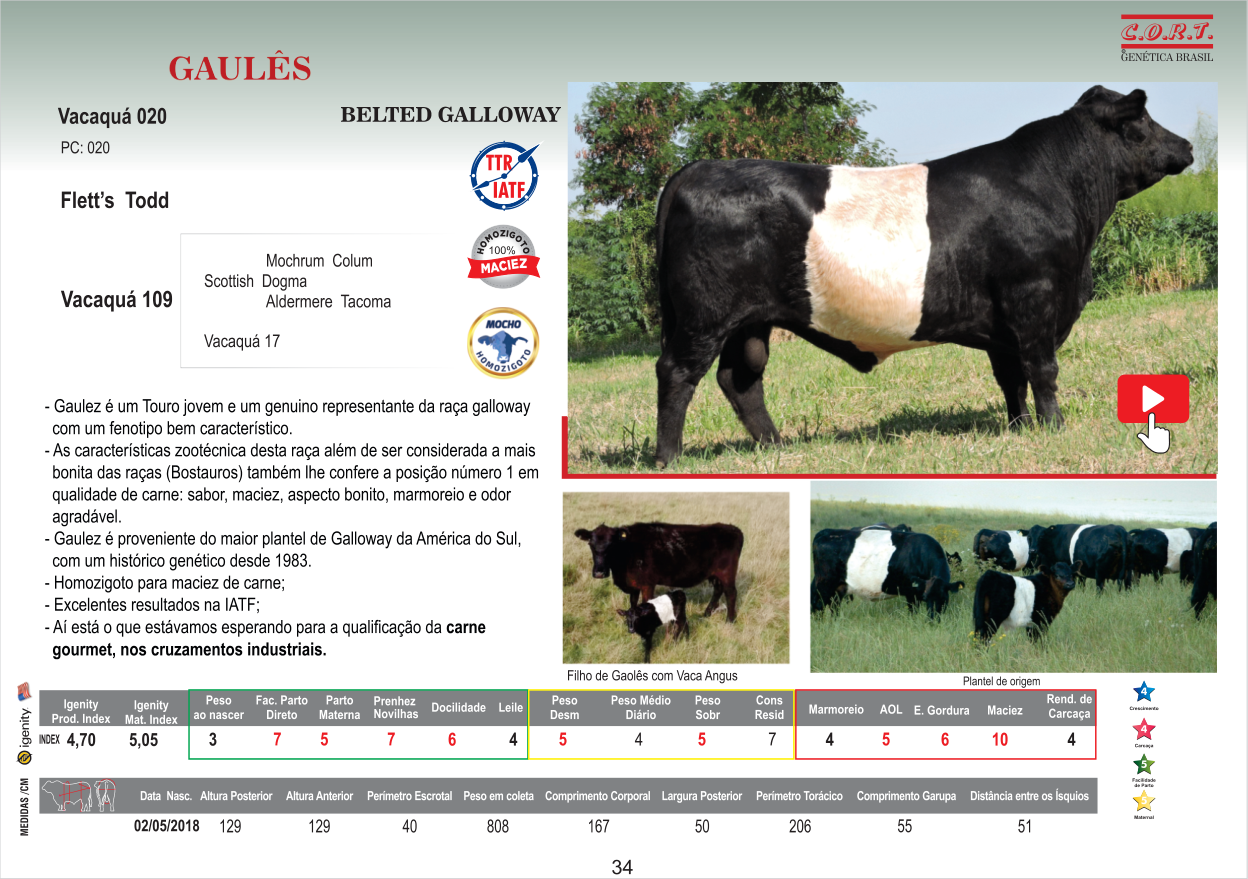 C.O.R.T.
GENÉTICA BRASIL
GAULÊS
Vacaquá 020
BELTED GALLOWAY
PC: 020
TTR
IATF
Flett’s Todd
HOMOZIGOTO
100%
MACIEZ
Mochrum Colum
Scottish Dogma
Vacaquá 109
Aldermere Tacoma
Vacaquá 17
MOCHO
HOMOZIGOTO
- Gaulez é um Touro jovem e um genuino representante da raça galloway
com um fenotipo bem característico.
- As características zootécnica desta raça além de ser considerada a mais
bonita das raças (Bostauros) também lhe confere a posição número 1 em
qualidade de carne: sabor, maciez, aspecto bonito, marmoreio e odor
agradável.
- Gaulez é proveniente do maior plantel de Galloway da América do Sul,
com um histórico genético desde 1983.
- Homozigoto para maciez de carne;
- Excelentes resultados na IATF;
- Aí está o que estávamos esperando para a qualificação da carne
gourmet, nos cruzamentos industriais.
Filho de Gaolês com Vaca Angus
Plantel de origem
igenity
Igenity Prod. Index Igenity Mat. Index Peso ao nascer Fac. Parto Direto Parto Materna Prenhez Novilhas Docilidade Leile Peso Desm Peso Médio Diário Peso Sobr Cons Resid Marmoreio AOL E. Gordura Maciez Rend. de Carcaça
INDEX 4,70 5,05 3 7 5 7 6 4 5 4 5 7 4 5 6 10 4
4
Crescimento
4
Carcaça
5
Facilidade
de Parto
5
Maternal
MEDIDAS /CM
Data Nasc. Altura Posterior Altura Anterior Perímetro Escrotal Peso em coleta Comprimento Corporal Largura Posterior Perímetro Torácico Comprimento Garupa Distância entre os Ísquios
02/05/2018 129 129 40 808 167 50 206 55 51
34